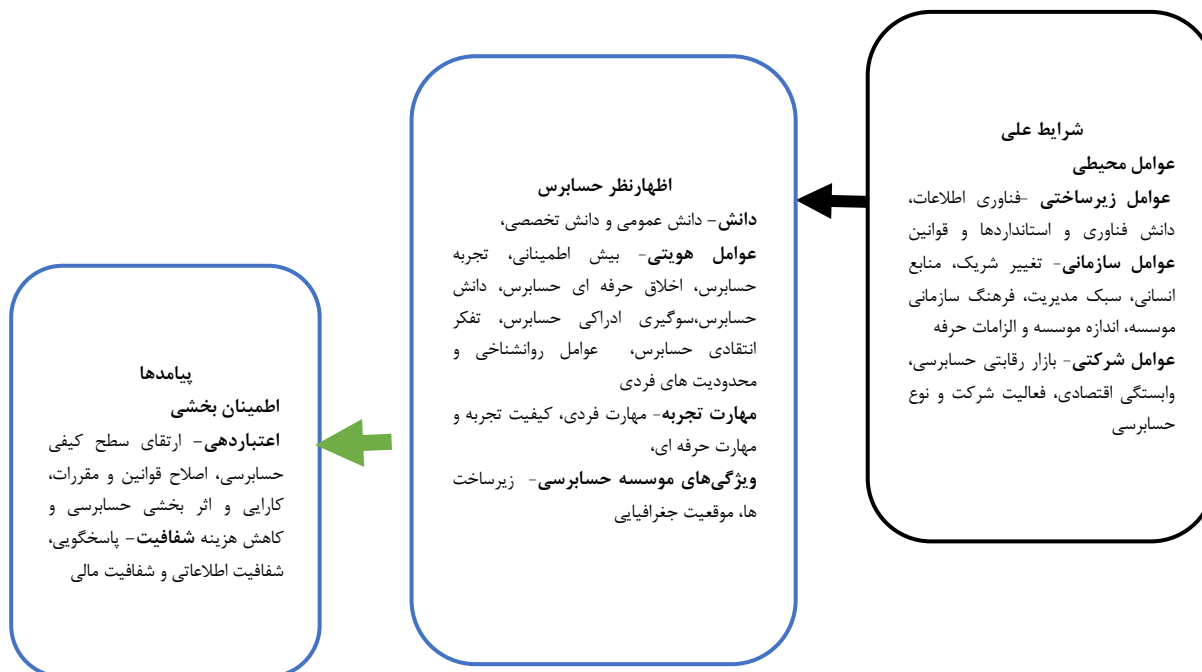 شرایط علی
عوامل محیطی
عوامل زیرساختی -فناوری اطلاعات،
دانش فناوری و استانداردها و قوانین
عوامل سازمانی- تغییر شریک، منابع
انسانی، سبک مدیریت، فرهنگ سازمانی
موسسه، اندازه موسسه و الزامات حرفه
عوامل شرکتی- بازار رقابتی حسابرسی،
وابستگی اقتصادی، فعالیت شرکت و نوع
حسابرسی
اظهارنظر حسابرس
دانش- دانش عمومی و دانش تخصصی،
عوامل هویتی- بیش اطمینانی، تجربه
حسابرس، اخلاق حرفه ای حسابرس، دانش
حسابرس،سوگیری ادراکی حسابرس، تفکر
انتقادی حسابرس، عوامل روانشناخی و
محدودیت های فردی
مهارت تجربه- مهارت فردی، کیفیت تجربه و
مهارت حرفه ای،
ویژگی‌های موسسه حسابرسی- زیرساخت
ها، موقعیت جغرافیایی
پیامدها
اطمینان بخشی
اعتباردهی- ارتقای سطح کیفی
حسابرسی، اصلاح قوانین و مقررات،
کارایی و اثر بخشی حسابرسی و
کاهش هزینه شفافیت- پاسخگویی،
شفافیت اطلاعاتی و شفافیت مالی